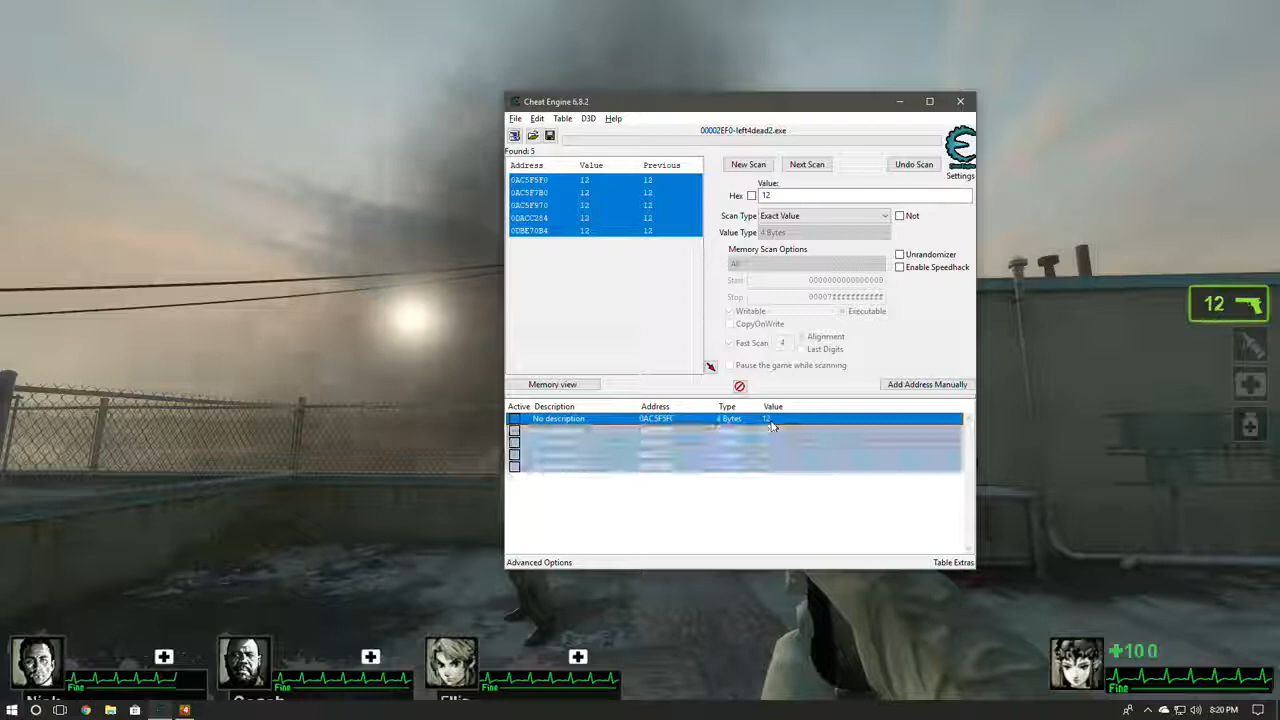 Cheat Engine 6.8.2
File Edit Table D3D Help
00002EF0-left4dead2.exe
Found: 5
Address Value Previous
0AC5F5F0 12 12
0AC5F7B0 12 12
0AC5F970 12 12
0DACC284 12 12
0DBE70B4 12 12
New Scan Next Scan Undo Scan
Settings
Value:
Hex 12
Scan Type Exact Value Not
Value Type 4 Bytes
Memory Scan Options
All
Unrandomizer
Enable Speedhack
Start 0000000000000000
Stop 00007fffffffffff
Writable Executable
CopyOnWrite
Fast Scan 4 Alignment
Last Digits
Pause the game while scanning
Memory view Add Address Manually
Active Description Address Type Value
No description 4 Bytes 12
Advanced Options Table Extras
12
+100
Fine Fine Fine Fine
8:20 PM